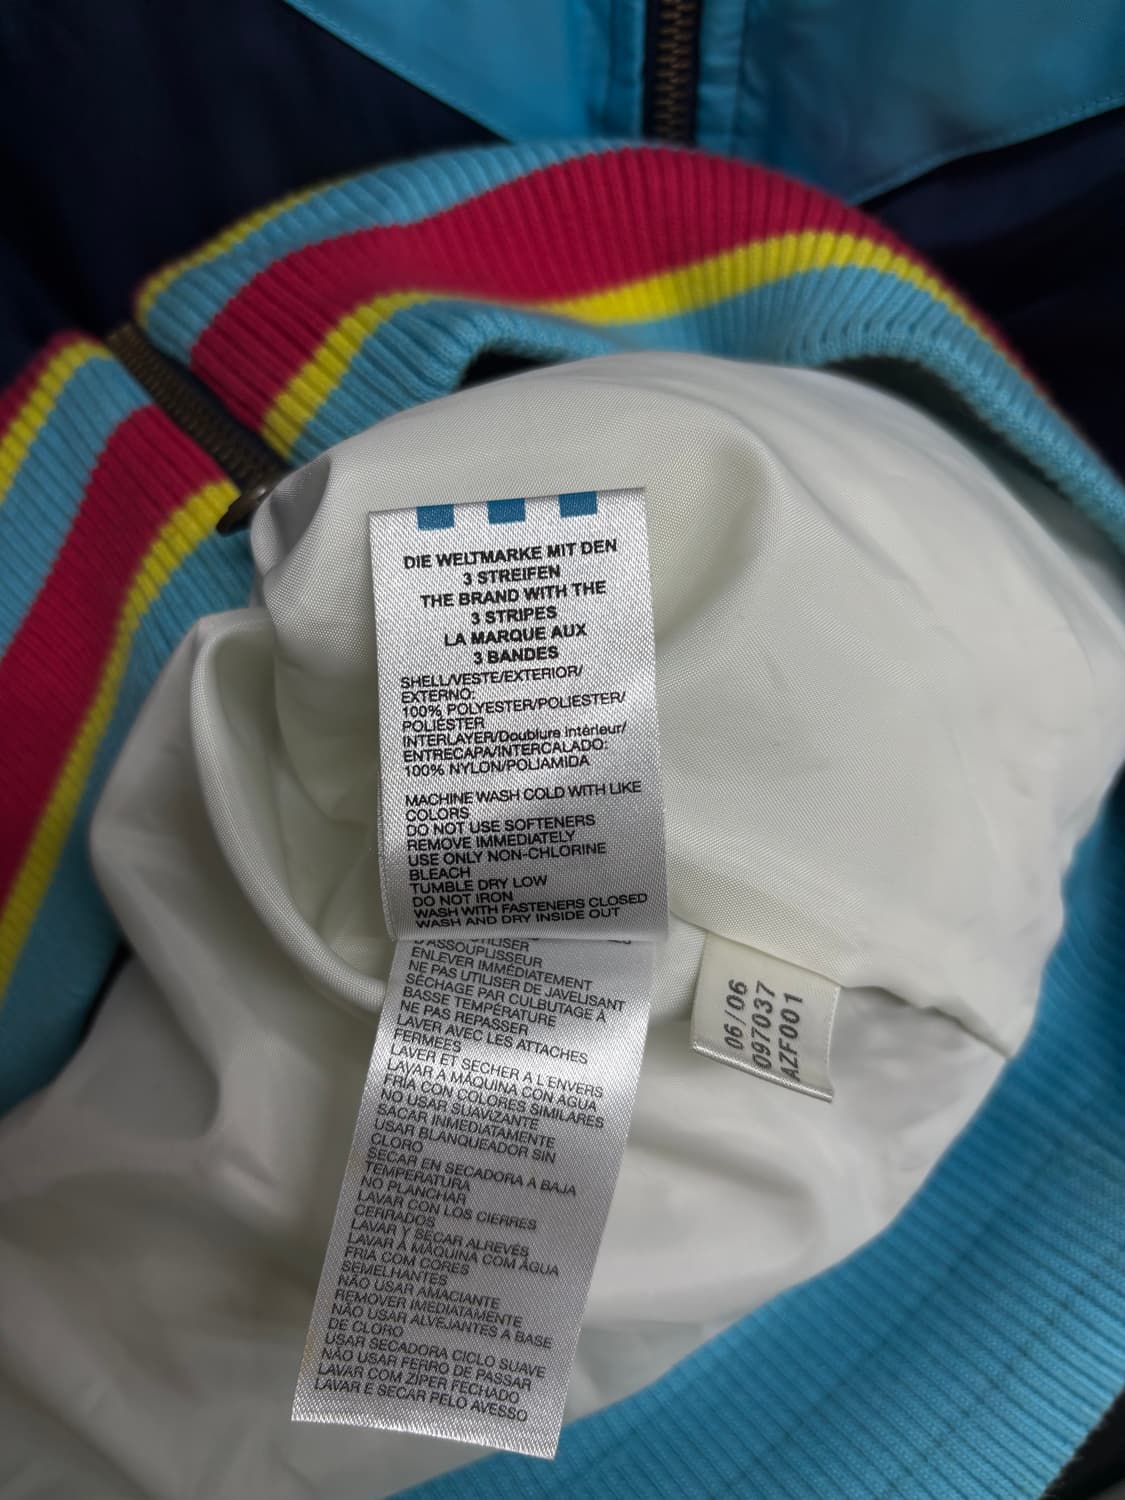 DIE WELTMARKE MIT DEN
3 STREIFEN
THE BRAND WITH THE
3 STRIPES
LA MARQUE AUX
3 BANDES
SHELL/VESTE/EXTERIOR/
EXTERNO:
100% POLYESTER/POLIESTER/
POLIÉSTER
INTERLAYER/Doublure intérieur/
ENTRECAPA/INTERCALADO:
100% NYLON/POLIAMIDA
MACHINE WASH COLD WITH LIKE
COLORS
DO NOT USE SOFTENERS
REMOVE IMMEDIATELY
USE ONLY NON-CHLORINE
BLEACH
TUMBLE DRY LOW
DO NOT IRON
WASH WITH FASTENERS CLOSED
WASH AND DRY INSIDE OUT
D'ASSOUPLISSEUR
ENLEVER IMMÉDIATEMENT
NE PAS UTILISER DE JAVELISANT
SÉCHAGE PAR CULBUTAGE À
BASSE TEMPÉRATURE
NE PAS REPASSER
LAVER AVEC LES ATTACHES
FERMEES
LAVER ET SECHER A L'ENVERS
LAVAR A MÁQUINA CON AGUA
FRÍA CON COLORES SIMILARES
NO USAR SUAVIZANTE
SACAR INMEDIATAMENTE
USAR BLANQUEADOR SIN
CLORO
SECAR EN SECADORA A BAJA
TEMPERATURA
NO PLANCHAR
LAVAR CON LOS CIERRES
CERRADOS
LAVAR Y SECAR ALREVES
LAVAR À MÁQUINA COM ÁGUA
FRIA COM CORES
SEMELHANTES
NÃO USAR AMACIANTE
REMOVER IMEDIATAMENTE
NÃO USAR ALVEJANTES A BASE
DE CLORO
USAR SECADORA CICLO SUAVE
NÃO USAR FERRO DE PASSAR
LAVAR COM ZÍPER FECHADO
LAVAR E SECAR PELO AVESSO
06/06
097037
AZF001